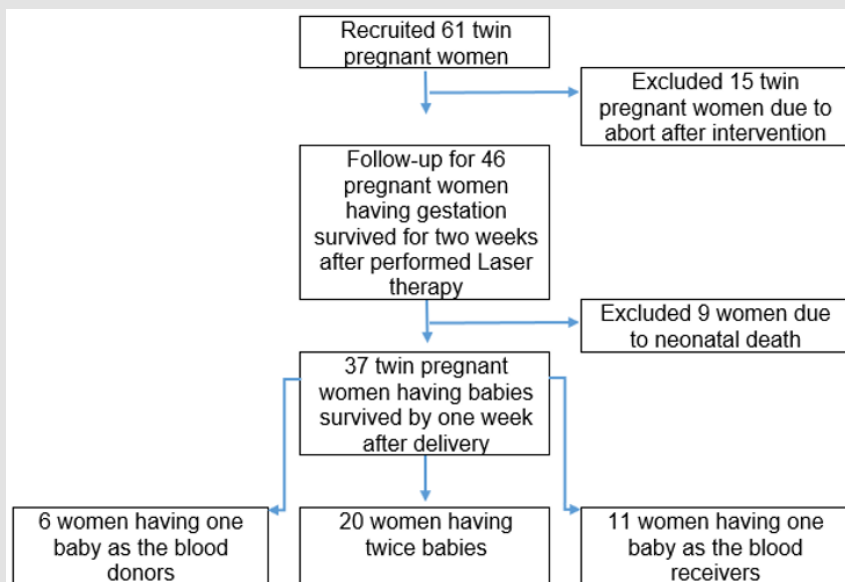 Recruited 61 twin
pregnant women
Excluded 15 twin
pregnant women due to
abort after intervention
Follow-up for 46
pregnant women
having gestation
survived for two weeks
after performed Laser
therapy
Excluded 9 women due
to neonatal death
37 twin pregnant
women having babies
survived by one week
after delivery
6 women having one
baby as the blood
donors
20 women having
twice babies
11 women having one
baby as the blood
receivers